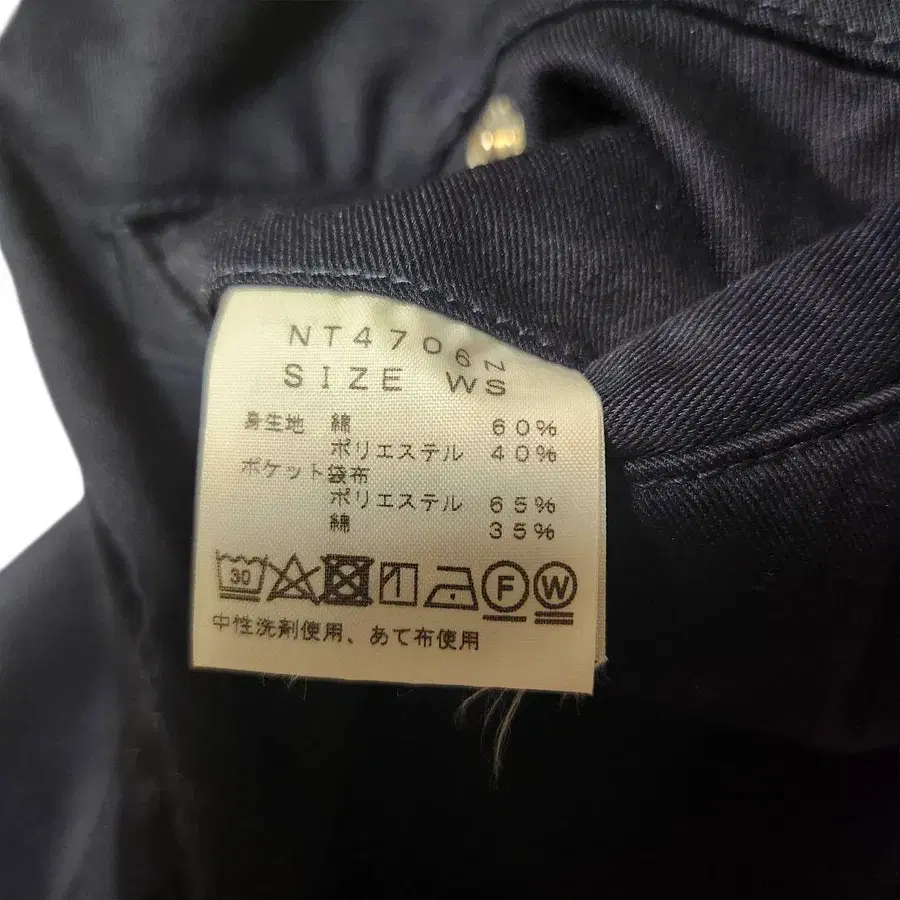 NT4706N
SIZE WS
身生地 綿 60%
ポリエステル 40%
ポケット袋布
ポリエステル 65%
綿 35%
30 F W
中性洗剤使用、あて布使用